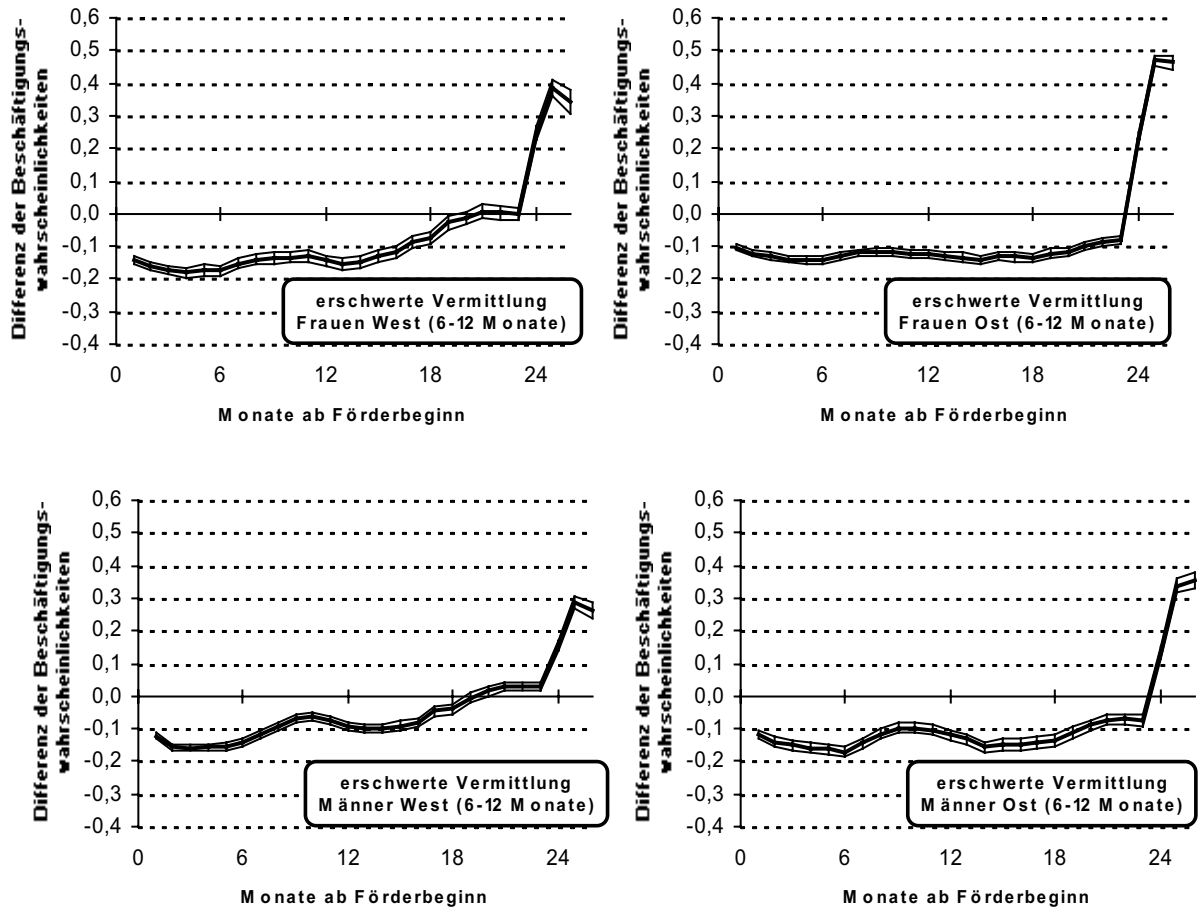 Differenz der Beschäftigungs-
wahrscheinlichkeiten
0,6
0,5
0,4
0,3
0,2
0,1
0,0
-0,1
-0,2
-0,3
-0,4
erschwerte Vermittlung
Frauen West (6-12 Monate)
0 6 12 18 24
Monate ab Förderbeginn
Differenz der Beschäftigungs-
wahrscheinlichkeiten
0,6
0,5
0,4
0,3
0,2
0,1
0,0
-0,1
-0,2
-0,3
-0,4
erschwerte Vermittlung
Frauen Ost (6-12 Monate)
0 6 12 18 24
Monate ab Förderbeginn
Differenz der Beschäftigungs-
wahrscheinlichkeiten
0,6
0,5
0,4
0,3
0,2
0,1
0,0
-0,1
-0,2
-0,3
-0,4
erschwerte Vermittlung
Männer West (6-12 Monate)
0 6 12 18 24
Monate ab Förderbeginn
Differenz der Beschäftigungs-
wahrscheinlichkeiten
0,6
0,5
0,4
0,3
0,2
0,1
0,0
-0,1
-0,2
-0,3
-0,4
erschwerte Vermittlung
Männer Ost (6-12 Monate)
0 6 12 18 24
Monate ab Förderbeginn